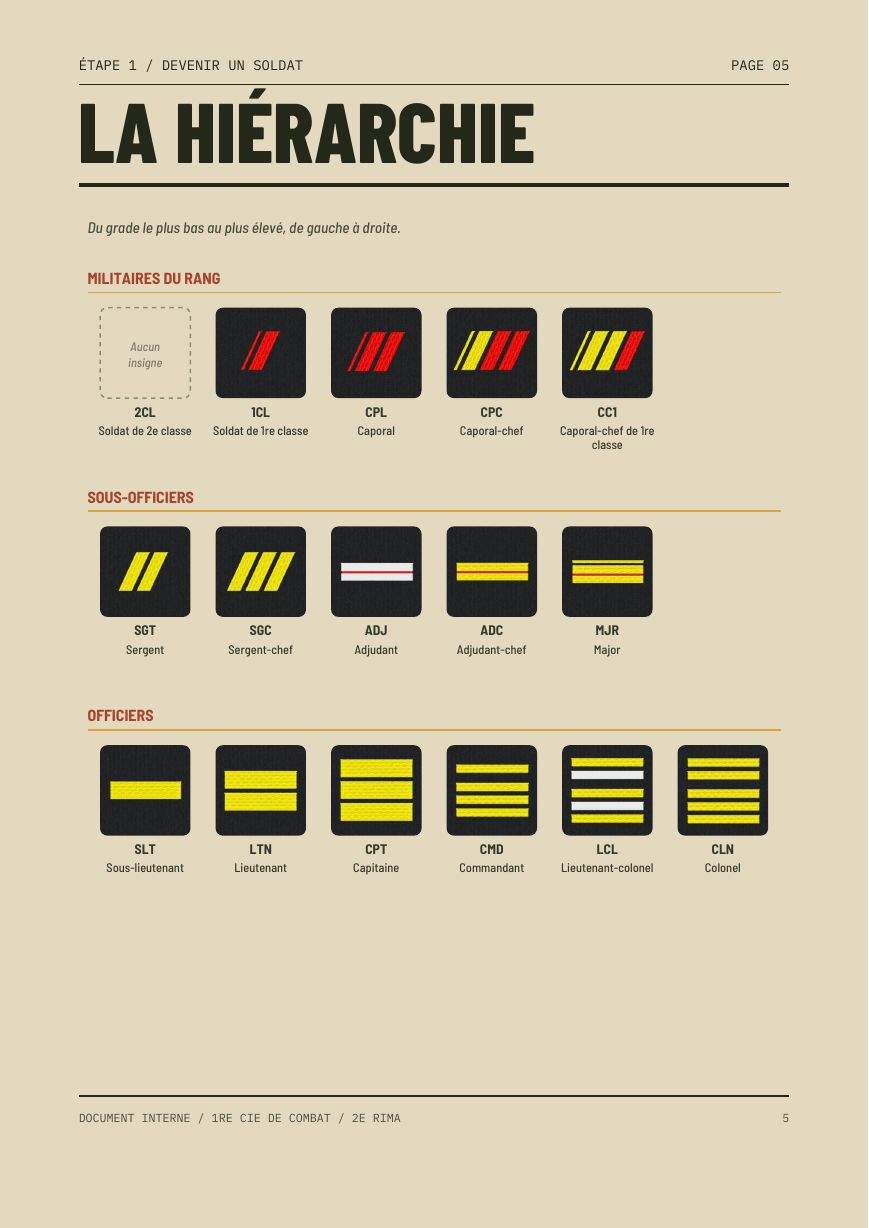 ÉTAPE 1 / DEVENIR UN SOLDAT
PAGE 05
LA HIÉRARCHIE
Du grade le plus bas au plus élevé, de gauche à droite.
MILITAIRES DU RANG
Aucun
insigne
2CL
1CL
CPL
CPC
CC1
Soldat de 2e classe
Soldat de 1re classe
Caporal
Caporal-chef
Caporal-chef de 1re
classe
SOUS-OFFICIERS
SGT
SGC
ADJ
ADC
MJR
Sergent
Sergent-chef
Adjudant
Adjudant-chef
Major
OFFICIERS
SLT
LTN
CPT
CMD
LCL
CLN
Sous-lieutenant
Lieutenant
Capitaine
Commandant
Lieutenant-colonel
Colonel
DOCUMENT INTERNE / 1RE CIE DE COMBAT / 2E RIMA
5